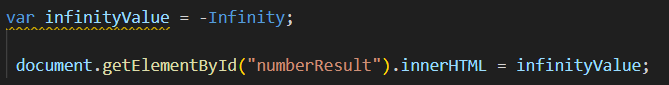 var infinityValue = -Infinity;
document.getElementById("numberResult").innerHTML = infinityValue;